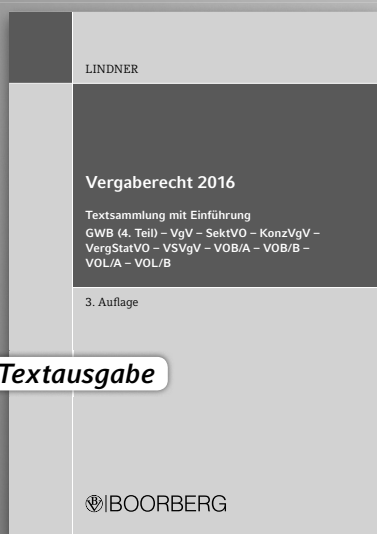 LINDNER
Vergaberecht 2016
Textsammlung mit Einführung
GWB (4. Teil) – VgV – SektVO – KonzVgV –
VergStatVO – VSVgV – VOB/A – VOB/B –
VOL/A – VOL/B
3. Auflage
Textausgabe
BOORBERG